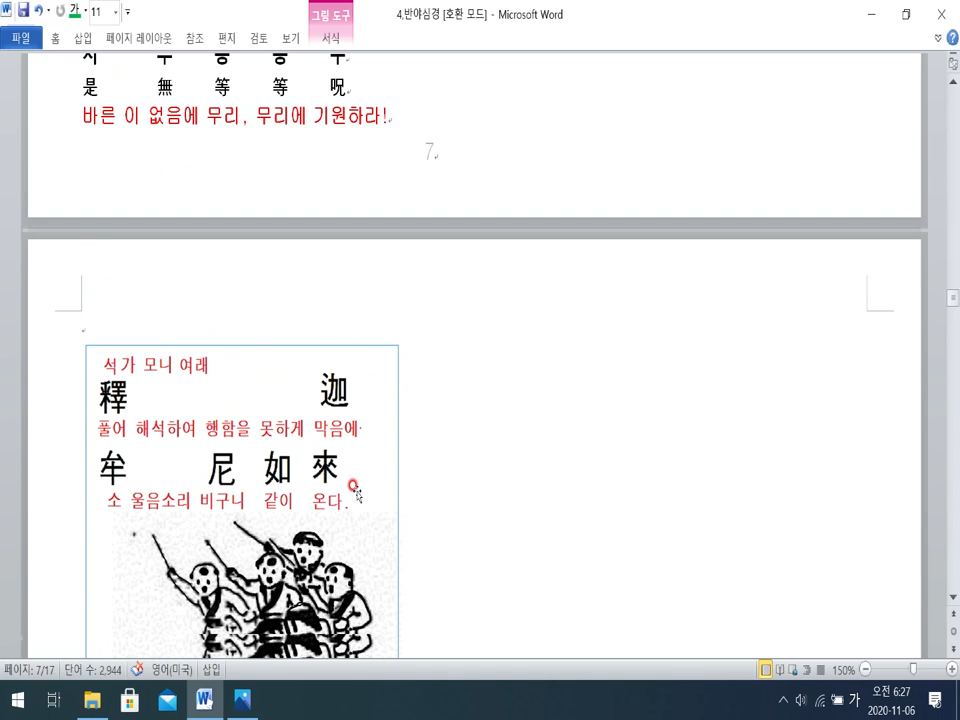 가 11
그림 도구
4.반야심경 [호환 모드] - Microsoft Word
파일 홈 삽입 페이지 레이아웃 참조 편지 검토 보기 서식
是 無 等 等 呪
바른 이 없음에 무리, 무리에 기원하라!
7
석가 모니 여래
釋 迦
풀어 해석하여 행함을 못하게 막음에
牟 尼 如 來
소 울음소리 비구니 같이 온다.
페이지: 7/17 단어 수: 2,944 영어(미국) 삽입 150%
가 오전 6:27
2020-11-06